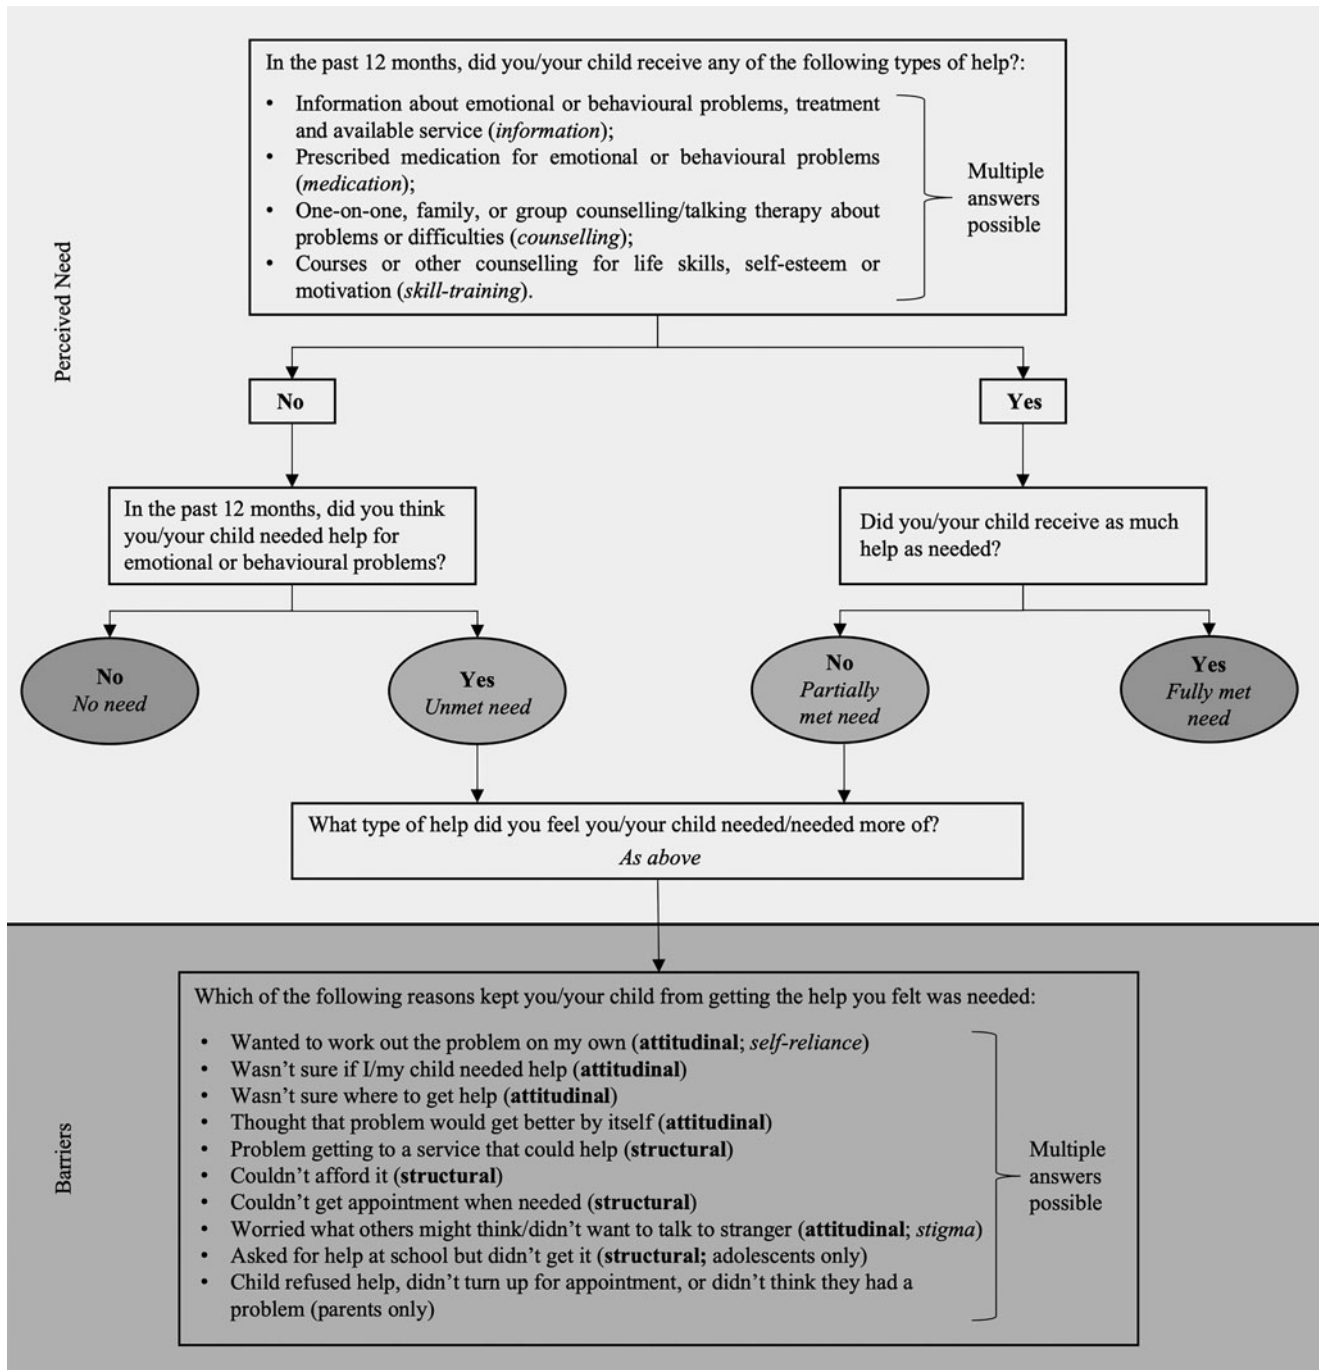 In the past 12 months, did you/your child receive any of the following types of help?:
• Information about emotional or behavioural problems, treatment
and available service (information);
• Prescribed medication for emotional or behavioural problems
(medication);
• One-on-one, family, or group counselling/talking therapy about
problems or difficulties (counselling);
• Courses or other counselling for life skills, self-esteem or
motivation (skill-training).
Multiple
answers
possible
Perceived Need
No
Yes
In the past 12 months, did you think
you/your child needed help for
emotional or behavioural problems?
Did you/your child receive as much
help as needed?
No
No need
Yes
Unmet need
No
Partially
met need
Yes
Fully met
need
What type of help did you feel you/your child needed/needed more of?
As above
Barriers
Which of the following reasons kept you/your child from getting the help you felt was needed:
• Wanted to work out the problem on my own (attitudinal; self-reliance)
• Wasn't sure if I/my child needed help (attitudinal)
• Wasn't sure where to get help (attitudinal)
• Thought that problem would get better by itself (attitudinal)
• Problem getting to a service that could help (structural)
• Couldn't afford it (structural)
• Couldn't get appointment when needed (structural)
• Worried what others might think/didn't want to talk to stranger (attitudinal; stigma)
• Asked for help at school but didn't get it (structural; adolescents only)
• Child refused help, didn't turn up for appointment, or didn't think they had a
problem (parents only)
Multiple
answers
possible